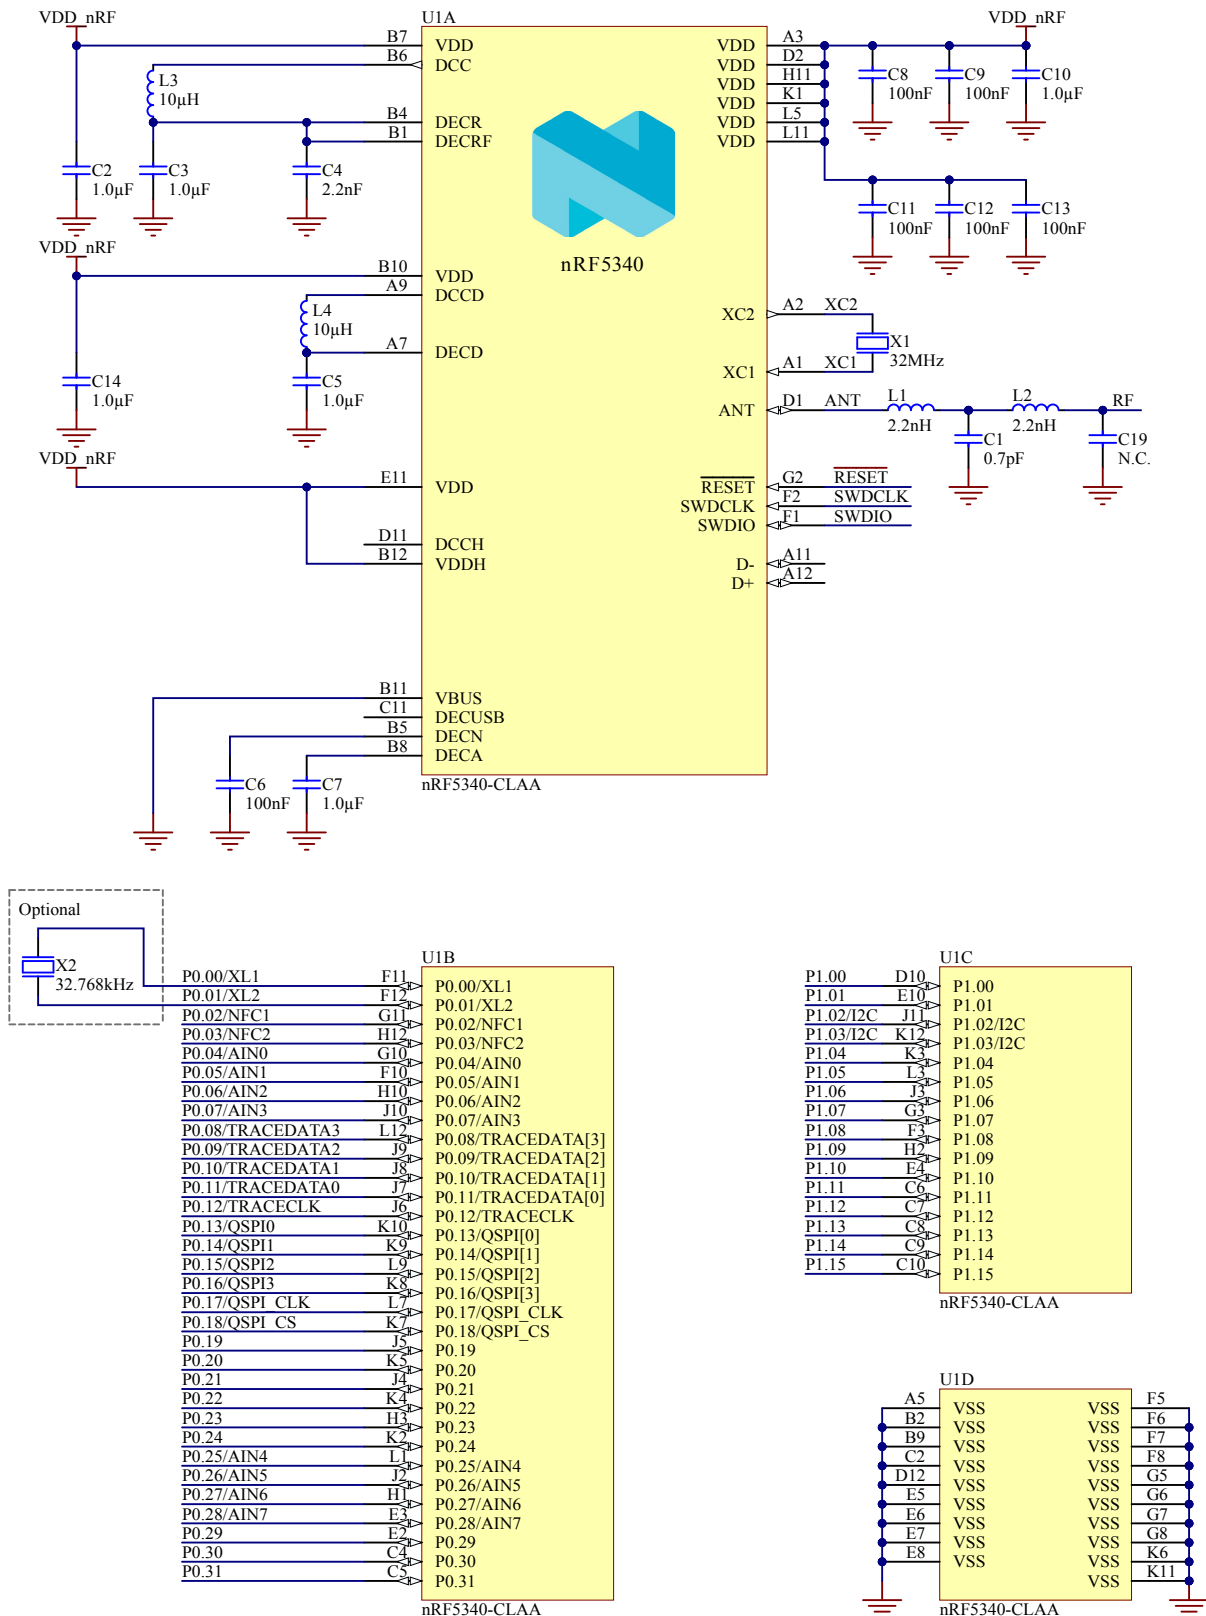 VDD_nRF
U1A
VDD_nRF
B7 VDD
B6 DCC
L3
10µH
B4 DECR
B1 DECRF
C2
1.0µF
C3
1.0µF
C4
2.2nF
VDD_nRF
B10 VDD
A9 DCCD
L4
10µH
A7 DECD
C14
1.0µF
C5
1.0µF
VDD_nRF
E11 VDD
D11 DCCH
B12 VDDH
B11 VBUS
C11 DECUSB
B5 DECN
B8 DECA
C6
100nF
C7
1.0µF
nRF5340
VDD A3
VDD D2
VDD H11
VDD K1
VDD L5
VDD L11
C8
100nF
C9
100nF
C10
1.0µF
C11
100nF
C12
100nF
C13
100nF
XC2 A2 XC2
X1
32MHz
XC1 A1 XC1
ANT D1 ANT
L1
2.2nH
L2
2.2nH
RF
C1
0.7pF
C19
N.C.
RESET G2 RESET
SWDCLK F2 SWDCLK
SWDIO F1 SWDIO
D- A11
D+ A12
nRF5340-CLAA
Optional
X2
32.768kHz
U1B
P0.00/XL1 F11 P0.00/XL1
P0.01/XL2 F12 P0.01/XL2
P0.02/NFC1 G11 P0.02/NFC1
P0.03/NFC2 H12 P0.03/NFC2
P0.04/AIN0 G10 P0.04/AIN0
P0.05/AIN1 F10 P0.05/AIN1
P0.06/AIN2 H10 P0.06/AIN2
P0.07/AIN3 J10 P0.07/AIN3
P0.08/TRACEDATA3 L12 P0.08/TRACEDATA[3]
P0.09/TRACEDATA2 J9 P0.09/TRACEDATA[2]
P0.10/TRACEDATA1 J8 P0.10/TRACEDATA[1]
P0.11/TRACEDATA0 J7 P0.11/TRACEDATA[0]
P0.12/TRACECLK J6 P0.12/TRACECLK
P0.13/QSPI0 K10 P0.13/QSPI[0]
P0.14/QSPI1 K9 P0.14/QSPI[1]
P0.15/QSPI2 L9 P0.15/QSPI[2]
P0.16/QSPI3 K8 P0.16/QSPI[3]
P0.17/QSPI_CLK L7 P0.17/QSPI_CLK
P0.18/QSPI_CS K7 P0.18/QSPI_CS
P0.19 J5 P0.19
P0.20 K5 P0.20
P0.21 J4 P0.21
P0.22 K4 P0.22
P0.23 H3 P0.23
P0.24 K2 P0.24
P0.25/AIN4 L1 P0.25/AIN4
P0.26/AIN5 J2 P0.26/AIN5
P0.27/AIN6 H1 P0.27/AIN6
P0.28/AIN7 E3 P0.28/AIN7
P0.29 E2 P0.29
P0.30 C4 P0.30
P0.31 C5 P0.31
nRF5340-CLAA
U1C
P1.00 D10 P1.00
P1.01 E10 P1.01
P1.02/I2C J11 P1.02/I2C
P1.03/I2C K12 P1.03/I2C
P1.04 K3 P1.04
P1.05 L3 P1.05
P1.06 J3 P1.06
P1.07 G3 P1.07
P1.08 F3 P1.08
P1.09 H2 P1.09
P1.10 E4 P1.10
P1.11 C6 P1.11
P1.12 C7 P1.12
P1.13 C8 P1.13
P1.14 C9 P1.14
P1.15 C10 P1.15
nRF5340-CLAA
U1D
A5 VSS VSS F5
B2 VSS VSS F6
B9 VSS VSS F7
C2 VSS VSS F8
D12 VSS VSS G5
E5 VSS VSS G6
E6 VSS VSS G7
E7 VSS VSS G8
E8 VSS VSS K6
VSS K11
nRF5340-CLAA